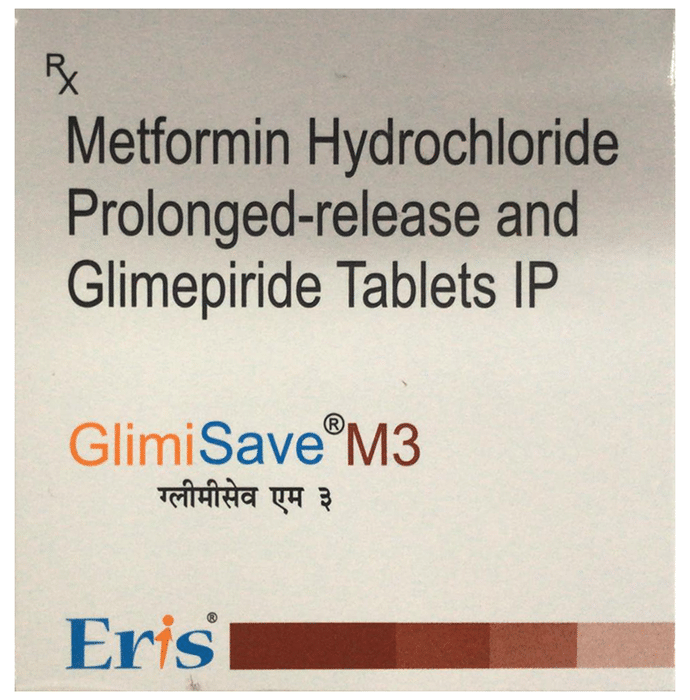 Rx
Metformin Hydrochloride
Prolonged-release and
Glimepiride Tablets IP
GlimiSave® M3
ग्लीमीसेव एम ३
Eris®